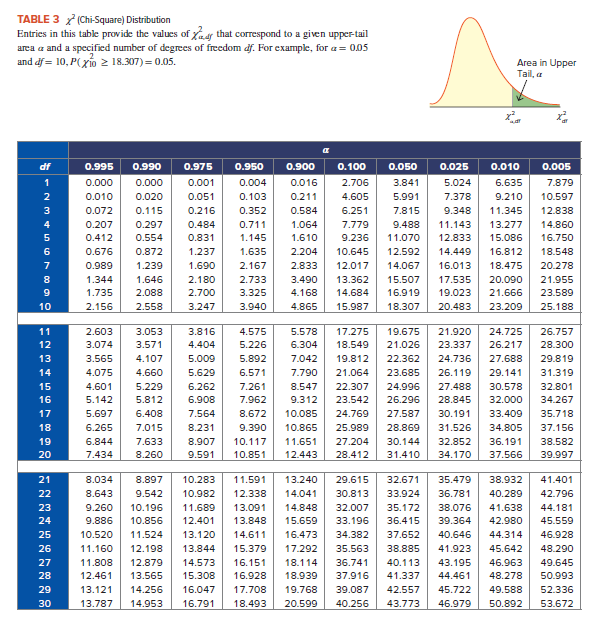 TABLE 3 χ² (Chi-Square) Distribution
Entries in this table provide the values of χ²α,df that correspond to a given upper-tail
area α and a specified number of degrees of freedom df. For example, for α = 0.05
and df = 10, P(χ²10 ≥ 18.307) = 0.05.
Area in Upper
Tail, α
χ²α,df χ²df
α
df 0.995 0.990 0.975 0.950 0.900 0.100 0.050 0.025 0.010 0.005
1 0.000 0.000 0.001 0.004 0.016 2.706 3.841 5.024 6.635 7.879
2 0.010 0.020 0.051 0.103 0.211 4.605 5.991 7.378 9.210 10.597
3 0.072 0.115 0.216 0.352 0.584 6.251 7.815 9.348 11.345 12.838
4 0.207 0.297 0.484 0.711 1.064 7.779 9.488 11.143 13.277 14.860
5 0.412 0.554 0.831 1.145 1.610 9.236 11.070 12.833 15.086 16.750
6 0.676 0.872 1.237 1.635 2.204 10.645 12.592 14.449 16.812 18.548
7 0.989 1.239 1.690 2.167 2.833 12.017 14.067 16.013 18.475 20.278
8 1.344 1.646 2.180 2.733 3.490 13.362 15.507 17.535 20.090 21.955
9 1.735 2.088 2.700 3.325 4.168 14.684 16.919 19.023 21.666 23.589
10 2.156 2.558 3.247 3.940 4.865 15.987 18.307 20.483 23.209 25.188
11 2.603 3.053 3.816 4.575 5.578 17.275 19.675 21.920 24.725 26.757
12 3.074 3.571 4.404 5.226 6.304 18.549 21.026 23.337 26.217 28.300
13 3.565 4.107 5.009 5.892 7.042 19.812 22.362 24.736 27.688 29.819
14 4.075 4.660 5.629 6.571 7.790 21.064 23.685 26.119 29.141 31.319
15 4.601 5.229 6.262 7.261 8.547 22.307 24.996 27.488 30.578 32.801
16 5.142 5.812 6.908 7.962 9.312 23.542 26.296 28.845 32.000 34.267
17 5.697 6.408 7.564 8.672 10.085 24.769 27.587 30.191 33.409 35.718
18 6.265 7.015 8.231 9.390 10.865 25.989 28.869 31.526 34.805 37.156
19 6.844 7.633 8.907 10.117 11.651 27.204 30.144 32.852 36.191 38.582
20 7.434 8.260 9.591 10.851 12.443 28.412 31.410 34.170 37.566 39.997
21 8.034 8.897 10.283 11.591 13.240 29.615 32.671 35.479 38.932 41.401
22 8.643 9.542 10.982 12.338 14.041 30.813 33.924 36.781 40.289 42.796
23 9.260 10.196 11.689 13.091 14.848 32.007 35.172 38.076 41.638 44.181
24 9.886 10.856 12.401 13.848 15.659 33.196 36.415 39.364 42.980 45.559
25 10.520 11.524 13.120 14.611 16.473 34.382 37.652 40.646 44.314 46.928
26 11.160 12.198 13.844 15.379 17.292 35.563 38.885 41.923 45.642 48.290
27 11.808 12.879 14.573 16.151 18.114 36.741 40.113 43.195 46.963 49.645
28 12.461 13.565 15.308 16.928 18.939 37.916 41.337 44.461 48.278 50.993
29 13.121 14.256 16.047 17.708 19.768 39.087 42.557 45.722 49.588 52.336
30 13.787 14.953 16.791 18.493 20.599 40.256 43.773 46.979 50.892 53.672